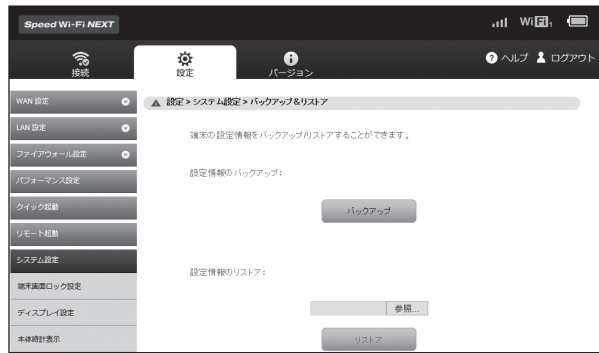 Speed Wi-Fi NEXT
WiFi 1
接続
設定
バージョン
ヘルプ
ログアウト
WAN 設定
LAN 設定
ファイアウォール設定
パフォーマンス設定
クイック起動
リモート起動
システム設定
端末画面ロック設定
ディスプレイ設定
本体時計表示
設定 > システム設定 > バックアップ&リストア
端末の設定情報をバックアップ/リストアすることができます。
設定情報のバックアップ:
バックアップ
設定情報のリストア:
参照...
リストア